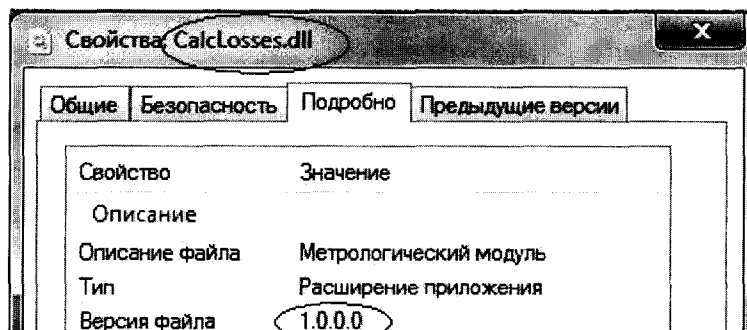 Свойства: CalcLosses.dll
X
Общие Безопасность Подробно Предыдущие версии
Свойство Значение
Описание
Описание файла Метрологический модуль
Тип Расширение приложения
Версия файла 1.0.0.0